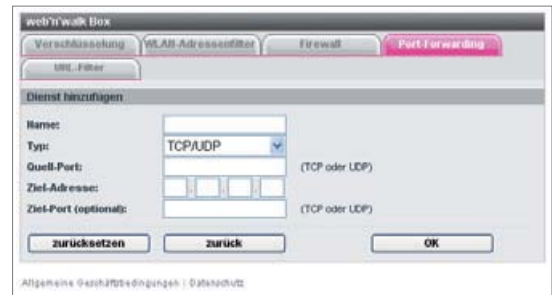 web'n'walk Box
Verschlüsselung WLAN-Adressenfilter Firewall Port-Forwarding
URL-Filter
Dienst hinzufügen
Name:
Typ: TCP/UDP
Quell-Port: (TCP oder UDP)
Ziel-Adresse: . . .
Ziel-Port (optional): (TCP oder UDP)
zurücksetzen zurück OK
Allgemeine Geschäftsbedingungen | Datenschutz